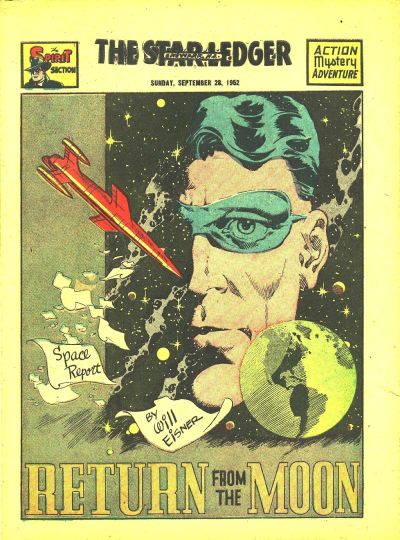 The
SPIRIT
SECTION
THE STAR-LEDGER
NEWARK, N.J.
ACTION
Mystery
ADVENTURE
SUNDAY, SEPTEMBER 28, 1952
Space
Report
BY
Will
EISNER
RETURN FROM THE MOON